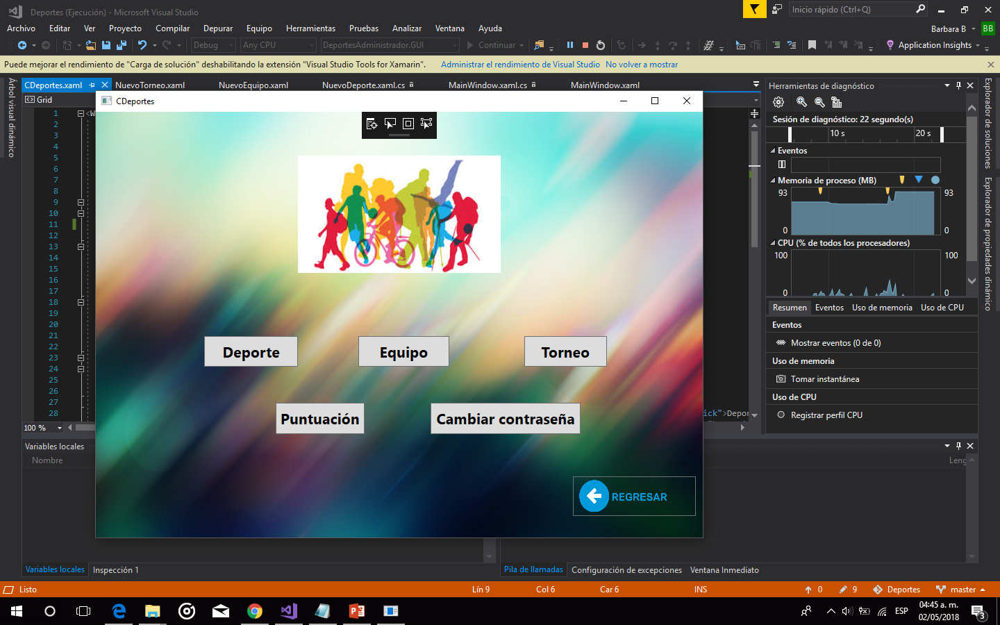 Deportes (Ejecución) - Microsoft Visual Studio
Inicio rápido (Ctrl+Q)
Archivo Editar Ver Proyecto Compilar Depurar Equipo Herramientas Pruebas Analizar Ventana Ayuda
Barbara B BB
Debug Any CPU DeportesAdministrador.GUI Continuar Application Insights
Puede mejorar el rendimiento de "Carga de solución" deshabilitando la extensión "Visual Studio Tools for Xamarin". Administrar el rendimiento de Visual Studio No volver a mostrar
Árbol visual dinámico
CDeportes.xaml NuevoTorneo.xaml NuevoEquipo.xaml NuevoDeporte.xaml.cs MainWindow.xaml.cs MainWindow.xaml
Grid
1 <W
2
3
4
5
6
7
8
9
10
11
12
13
14
15
16
17
18
19
20
21
22
23
24
25
26
27
28
ick">Depor
100 %
CDeportes
Deporte Equipo Torneo
Puntuación Cambiar contraseña
REGRESAR
Herramientas de diagnóstico
Sesión de diagnóstico: 22 segundo(s)
10 s 20 s
Eventos
Memoria de proceso (MB)
93 93
0 0
CPU (% de todos los procesadores)
100 100
0 0
Resumen Eventos Uso de memoria Uso de CPU
Eventos
Mostrar eventos (0 de 0)
Uso de memoria
Tomar instantánea
Uso de CPU
Registrar perfil CPU
Explorador de soluciones
Explorador de propiedades dinámico
Variables locales
Nombre
Leng
Variables locales Inspección 1
Pila de llamadas Configuración de excepciones Ventana Inmediato
Listo Lín 9 Col 6 Car 6 INS 0 9 Deportes master
ESP
04:45 a. m.
02/05/2018
3